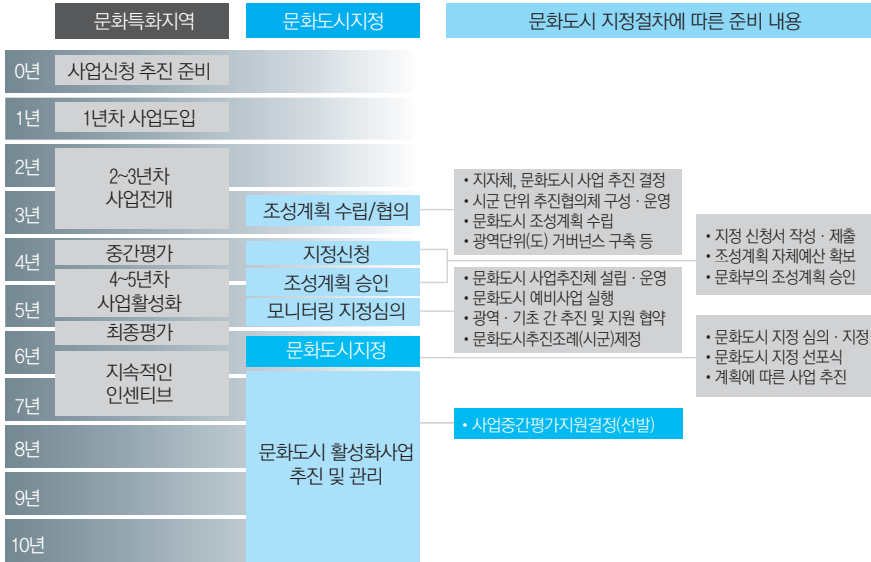 문화특화지역
문화도시지정
문화도시 지정절차에 따른 준비 내용
0년
사업신청 추진 준비
1년
1년차 사업도입
2년
2~3년차
사업전개
3년
조성계획 수립/협의
• 지자체, 문화도시 사업 추진 결정
• 시군 단위 추진협의체 구성 · 운영
• 문화도시 조성계획 수립
• 광역단위(도) 거버넌스 구축 등
4년
중간평가
지정신청
• 지정 신청서 작성 · 제출
• 조성계획 자체예산 확보
• 문화부의 조성계획 승인
4~5년차
사업활성화
조성계획 승인
5년
모니터링 지정심의
• 문화도시 사업추진체 설립 · 운영
• 문화도시 예비사업 실행
• 광역 · 기초 간 추진 및 지원 협약
• 문화도시추진조례(시군)제정
최종평가
6년
문화도시지정
• 문화도시 지정 심의 · 지정
• 문화도시 지정 선포식
• 계획에 따른 사업 추진
지속적인
인센티브
7년
• 사업중간평가지원결정(선발)
8년
문화도시 활성화사업
추진 및 관리
9년
10년